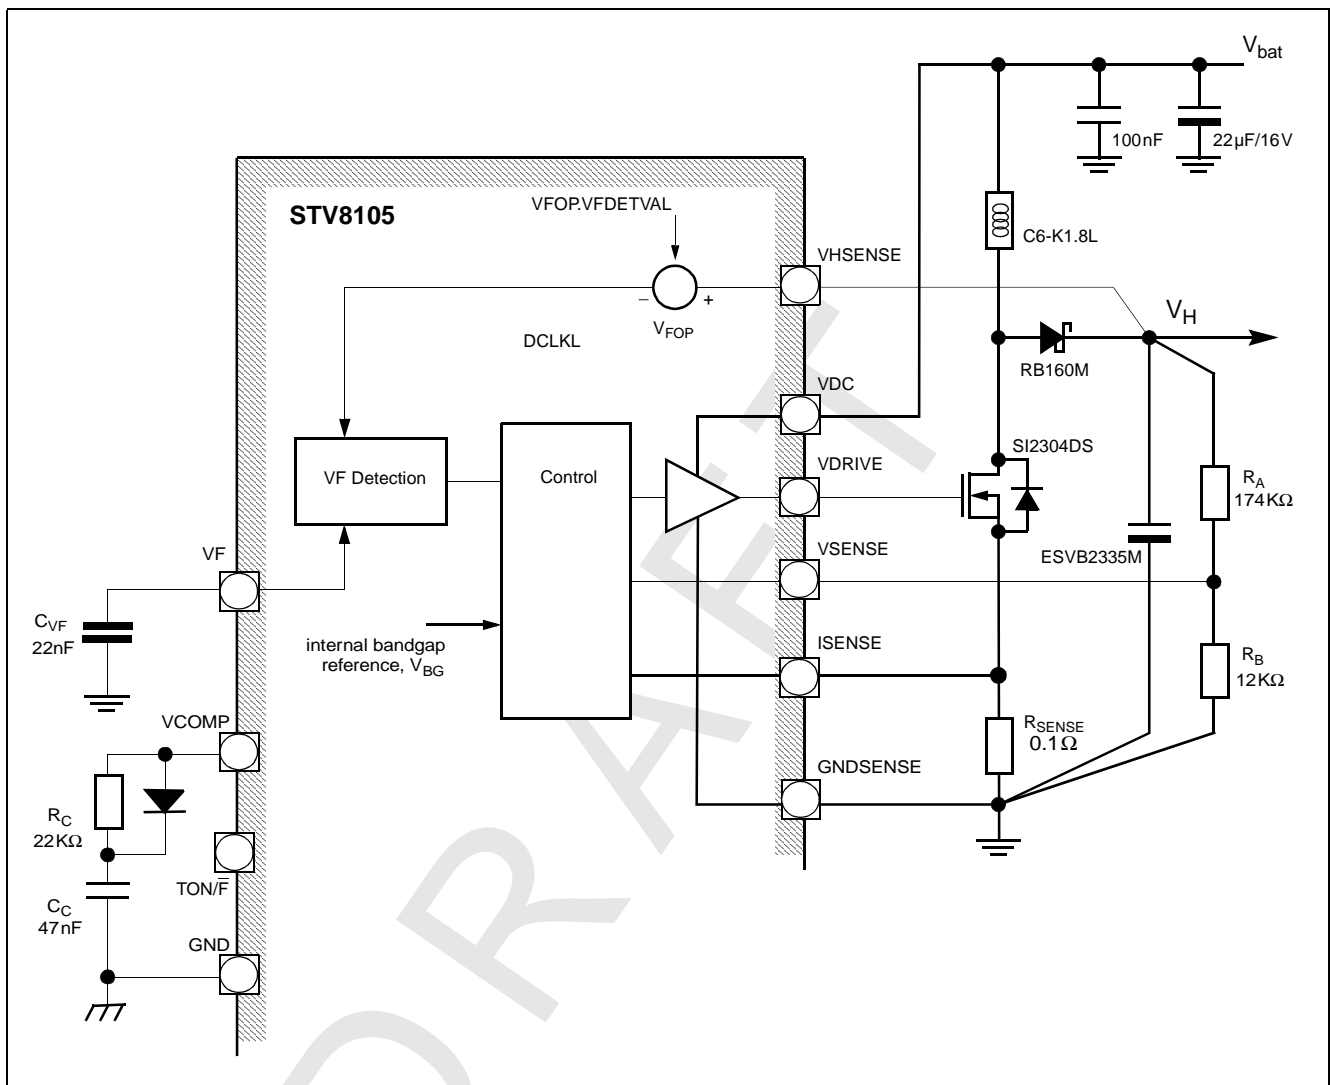 V_bat
100nF
22µF/16V
STV8105
VFOP.VFDETVAL
C6-K1.8L
VHSENSE
− +
V_FOP
V_H
DCLKL
RB160M
VDC
SI2304DS
VF Detection
Control
VDRIVE
R_A
174KΩ
VF
VSENSE
ESVB2335M
C_VF
22nF
internal bandgap
reference, V_BG
ISENSE
R_B
12KΩ
VCOMP
R_SENSE
0.1Ω
GNDSENSE
R_C
22KΩ
TON/F̅
C_C
47nF
GND
DRAFT